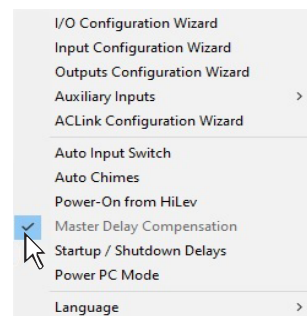 I/O Configuration Wizard
Input Configuration Wizard
Outputs Configuration Wizard
Auxiliary Inputs
ACLink Configuration Wizard
Auto Input Switch
Auto Chimes
Power-On from HiLev
Master Delay Compensation
Startup / Shutdown Delays
Power PC Mode
Language